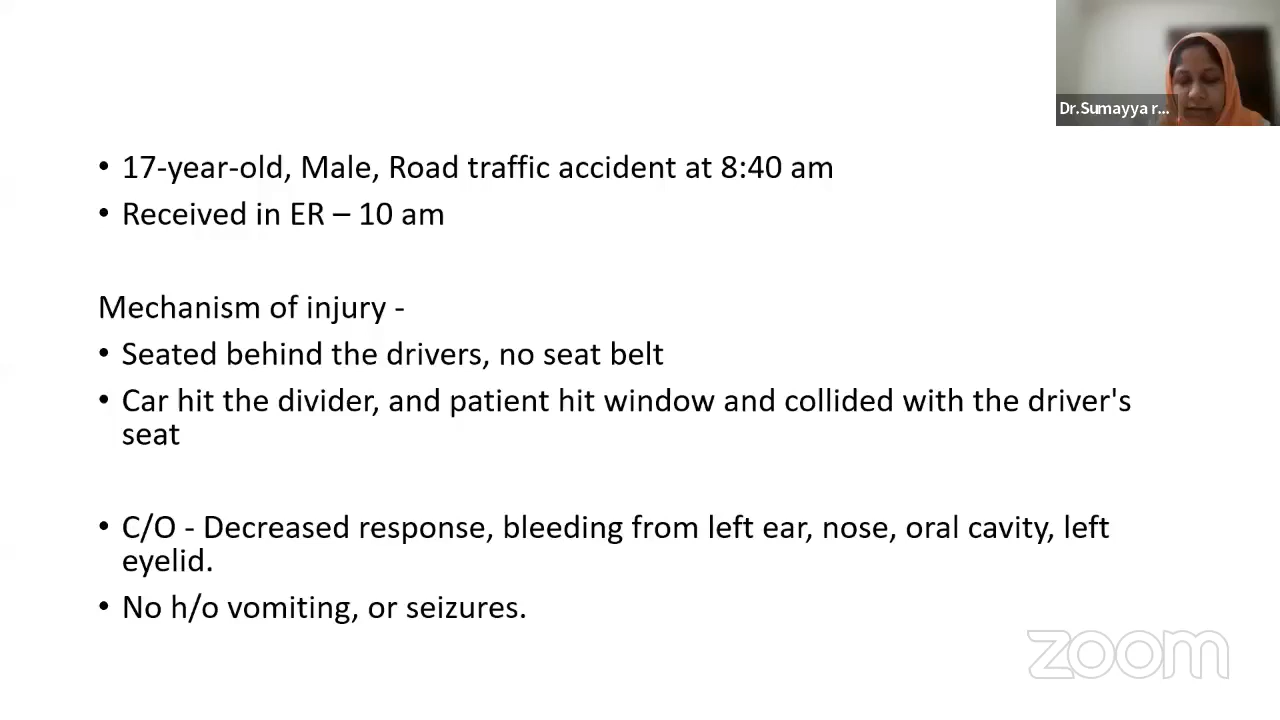 Dr.Sumayya r...
• 17-year-old, Male, Road traffic accident at 8:40 am
• Received in ER – 10 am
Mechanism of injury -
• Seated behind the drivers, no seat belt
• Car hit the divider, and patient hit window and collided with the driver's
seat
• C/O - Decreased response, bleeding from left ear, nose, oral cavity, left
eyelid.
• No h/o vomiting, or seizures.
zoom